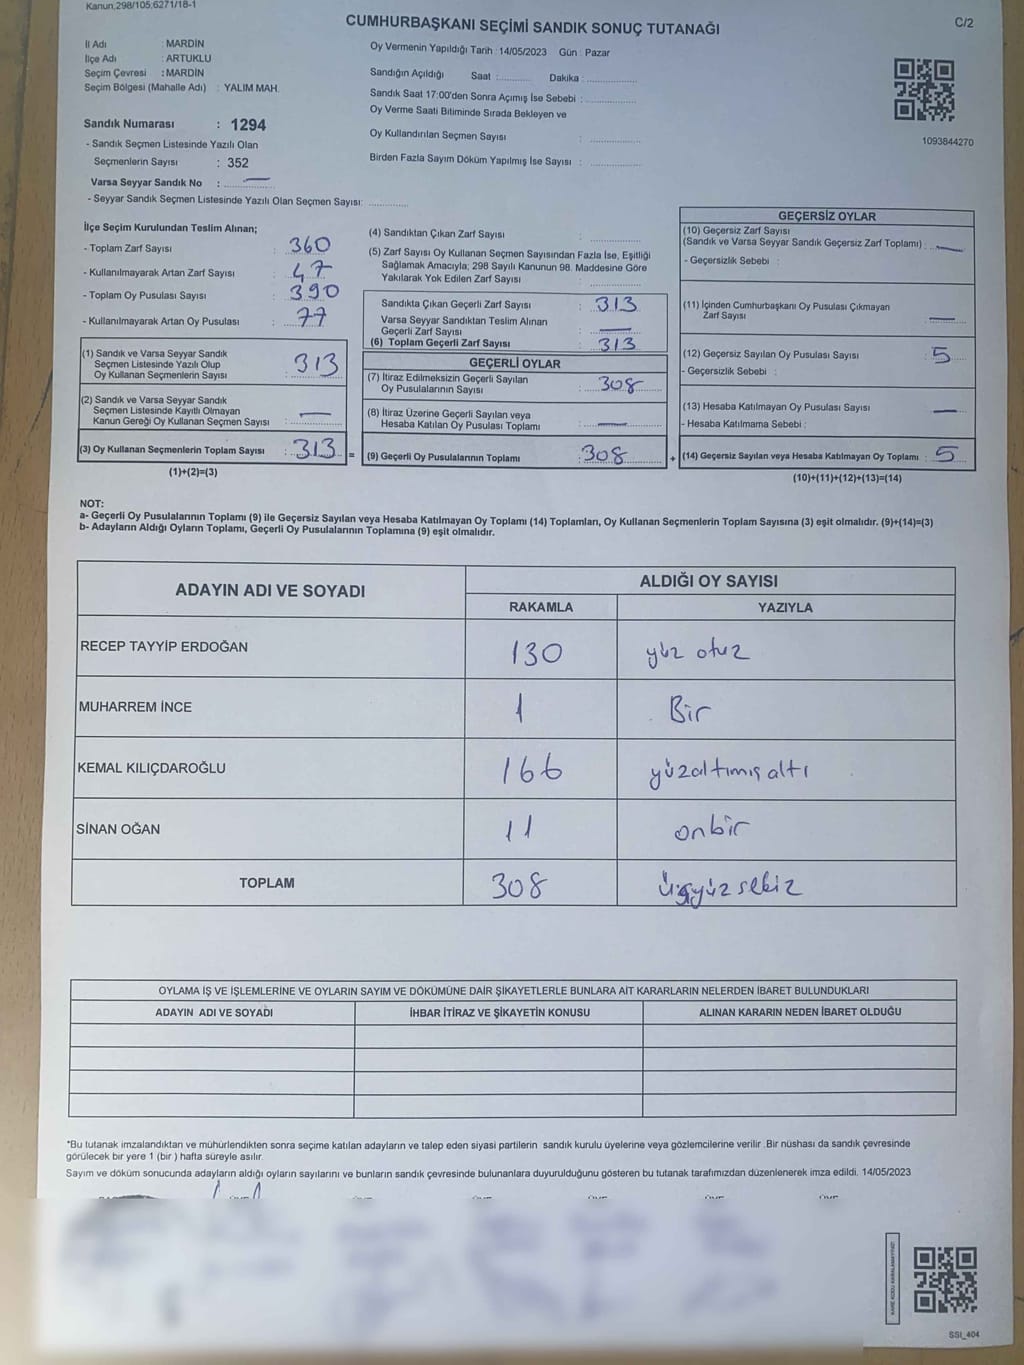 Kanun,298/105;6271/18-1
C/2
CUMHURBAŞKANI SEÇİMİ SANDIK SONUÇ TUTANAĞI
İl Adı : MARDİN
İlçe Adı : ARTUKLU
Seçim Çevresi : MARDİN
Seçim Bölgesi (Mahalle Adı) : YALIM MAH.
Sandık Numarası : 1294
- Sandık Seçmen Listesinde Yazılı Olan
Seçmenlerin Sayısı : 352
Varsa Seyyar Sandık No : —
- Seyyar Sandık Seçmen Listesinde Yazılı Olan Seçmen Sayısı: ............
Oy Vermenin Yapıldığı Tarih : 14/05/2023 Gün : Pazar
Sandığın Açıldığı Saat :.......... Dakika :...............
Sandık Saat 17:00'den Sonra Açımış İse Sebebi :...............
Oy Verme Saati Bitiminde Sırada Bekleyen ve
Oy Kullandırılan Seçmen Sayısı : ...............
Birden Fazla Sayım Döküm Yapılmış İse Sayısı : ...............
1093844270
İlçe Seçim Kurulundan Teslim Alınan;
- Toplam Zarf Sayısı : 360
- Kullanılmayarak Artan Zarf Sayısı : 47
- Toplam Oy Pusulası Sayısı : 390
- Kullanılmayarak Artan Oy Pusulası : 77
(1) Sandık ve Varsa Seyyar Sandık
Seçmen Listesinde Yazılı Olup
Oy Kullanan Seçmenlerin Sayısı : 313
(2) Sandık ve Varsa Seyyar Sandık
Seçmen Listesinde Kayıtlı Olmayan
Kanun Gereği Oy Kullanan Seçmen Sayısı : —
(3) Oy Kullanan Seçmenlerin Toplam Sayısı : 313 =
(1)+(2)=(3)
(4) Sandıktan Çıkan Zarf Sayısı : ...............
(5) Zarf Sayısı Oy Kullanan Seçmen Sayısından Fazla İse, Eşitliği
Sağlamak Amacıyla; 298 Sayılı Kanunun 98. Maddesine Göre
Yakılarak Yok Edilen Zarf Sayısı : ...............
Sandıkta Çıkan Geçerli Zarf Sayısı : 313
Varsa Seyyar Sandıktan Teslim Alınan
Geçerli Zarf Sayısı : —
(6) Toplam Geçerli Zarf Sayısı : 313
GEÇERLİ OYLAR
(7) İtiraz Edilmeksizin Geçerli Sayılan
Oy Pusulalarının Sayısı : 308
(8) İtiraz Üzerine Geçerli Sayılan veya
Hesaba Katılan Oy Pusulası Toplamı : —
(9) Geçerli Oy Pusulalarının Toplamı : 308 +
GEÇERSİZ OYLAR
(10) Geçersiz Zarf Sayısı
(Sandık ve Varsa Seyyar Sandık Geçersiz Zarf Toplamı) : —
- Geçersizlik Sebebi :
(11) İçinden Cumhurbaşkanı Oy Pusulası Çıkmayan
Zarf Sayısı : —
(12) Geçersiz Sayılan Oy Pusulası Sayısı : 5
- Geçersizlik Sebebi :
(13) Hesaba Katılmayan Oy Pusulası Sayısı : —
- Hesaba Katılmama Sebebi :
(14) Geçersiz Sayılan veya Hesaba Katılmayan Oy Toplamı : 5
(10)+(11)+(12)+(13)=(14)
NOT:
a- Geçerli Oy Pusulalarının Toplamı (9) ile Geçersiz Sayılan veya Hesaba Katılmayan Oy Toplamı (14) Toplamları, Oy Kullanan Seçmenlerin Toplam Sayısına (3) eşit olmalıdır. (9)+(14)=(3)
b- Adayların Aldığı Oyların Toplamı, Geçerli Oy Pusulalarının Toplamına (9) eşit olmalıdır.
ADAYIN ADI VE SOYADI
ALDIĞI OY SAYISI
RAKAMLA YAZIYLA
RECEP TAYYİP ERDOĞAN 130 yüz otuz
MUHARREM İNCE 1 Bir
KEMAL KILIÇDAROĞLU 166 yüzaltımış altı
SİNAN OĞAN 11 onbir
TOPLAM 308 üçyüz sekiz
OYLAMA İŞ VE İŞLEMLERİNE VE OYLARIN SAYIM VE DÖKÜMÜNE DAİR ŞİKAYETLERLE BUNLARA AİT KARARLARIN NELERDEN İBARET BULUNDUKLARI
ADAYIN ADI VE SOYADI İHBAR İTİRAZ VE ŞİKAYETİN KONUSU ALINAN KARARIN NEDEN İBARET OLDUĞU
*Bu tutanak imzalandıktan ve mühürlendikten sonra seçime katılan adayların ve talep eden siyasi partilerin sandık kurulu üyelerine veya gözlemcilerine verilir .Bir nüshası da sandık çevresinde
görülecek bir yere 1 (bir ) hafta süreyle asılır.
Sayım ve döküm sonucunda adayların aldığı oyların sayılarını ve bunların sandık çevresinde bulunanlara duyurulduğunu gösteren bu tutanak tarafımızdan düzenlenerek imza edildi. 14/05/2023
SSI_404